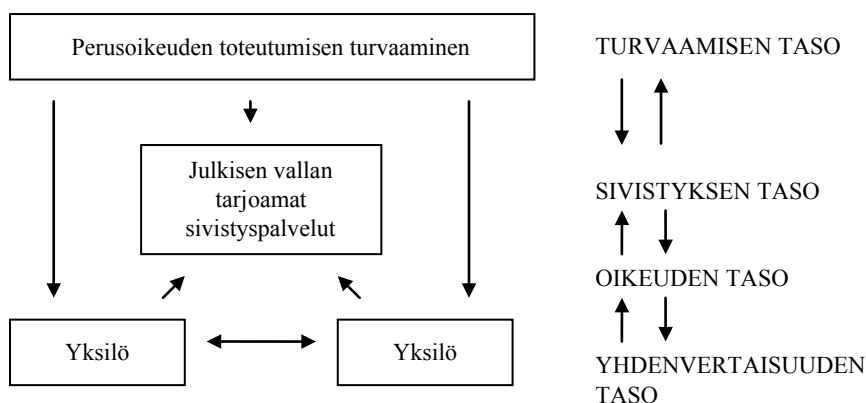 Perusoikeuden toteutumisen turvaaminen
TURVAAMISEN TASO
Julkisen vallan
tarjoamat
sivistyspalvelut
SIVISTYKSEN TASO
OIKEUDEN TASO
Yksilö
Yksilö
YHDENVERTAISUUDEN
TASO